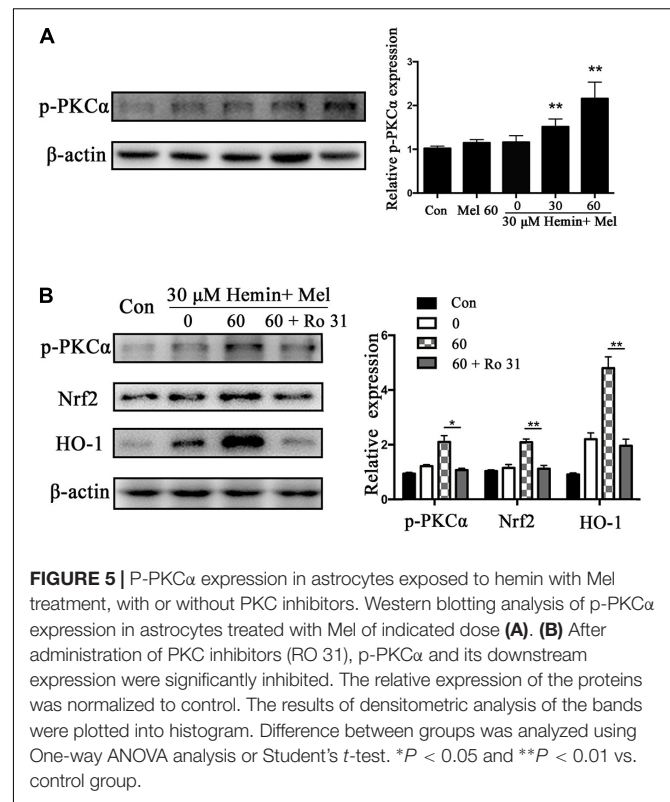 A
p-PKCα
β-actin
Relative p-PKCα expression
3
2
1
0
**
**
Con Mel 60 0 30 60
30 μM Hemin+ Mel
B
Con 30 μM Hemin+ Mel
0 60 60 + Ro 31
p-PKCα
Nrf2
HO-1
β-actin
Con
0
60
60 + Ro 31
Relative expression
6
4
2
0
*
**
**
p-PKCα Nrf2 HO-1
FIGURE 5 | P-PKCα expression in astrocytes exposed to hemin with Mel
treatment, with or without PKC inhibitors. Western blotting analysis of p-PKCα
expression in astrocytes treated with Mel of indicated dose (A). (B) After
administration of PKC inhibitors (RO 31), p-PKCα and its downstream
expression were significantly inhibited. The relative expression of the proteins
was normalized to control. The results of densitometric analysis of the bands
were plotted into histogram. Difference between groups was analyzed using
One-way ANOVA analysis or Student's t-test. *P < 0.05 and **P < 0.01 vs.
control group.